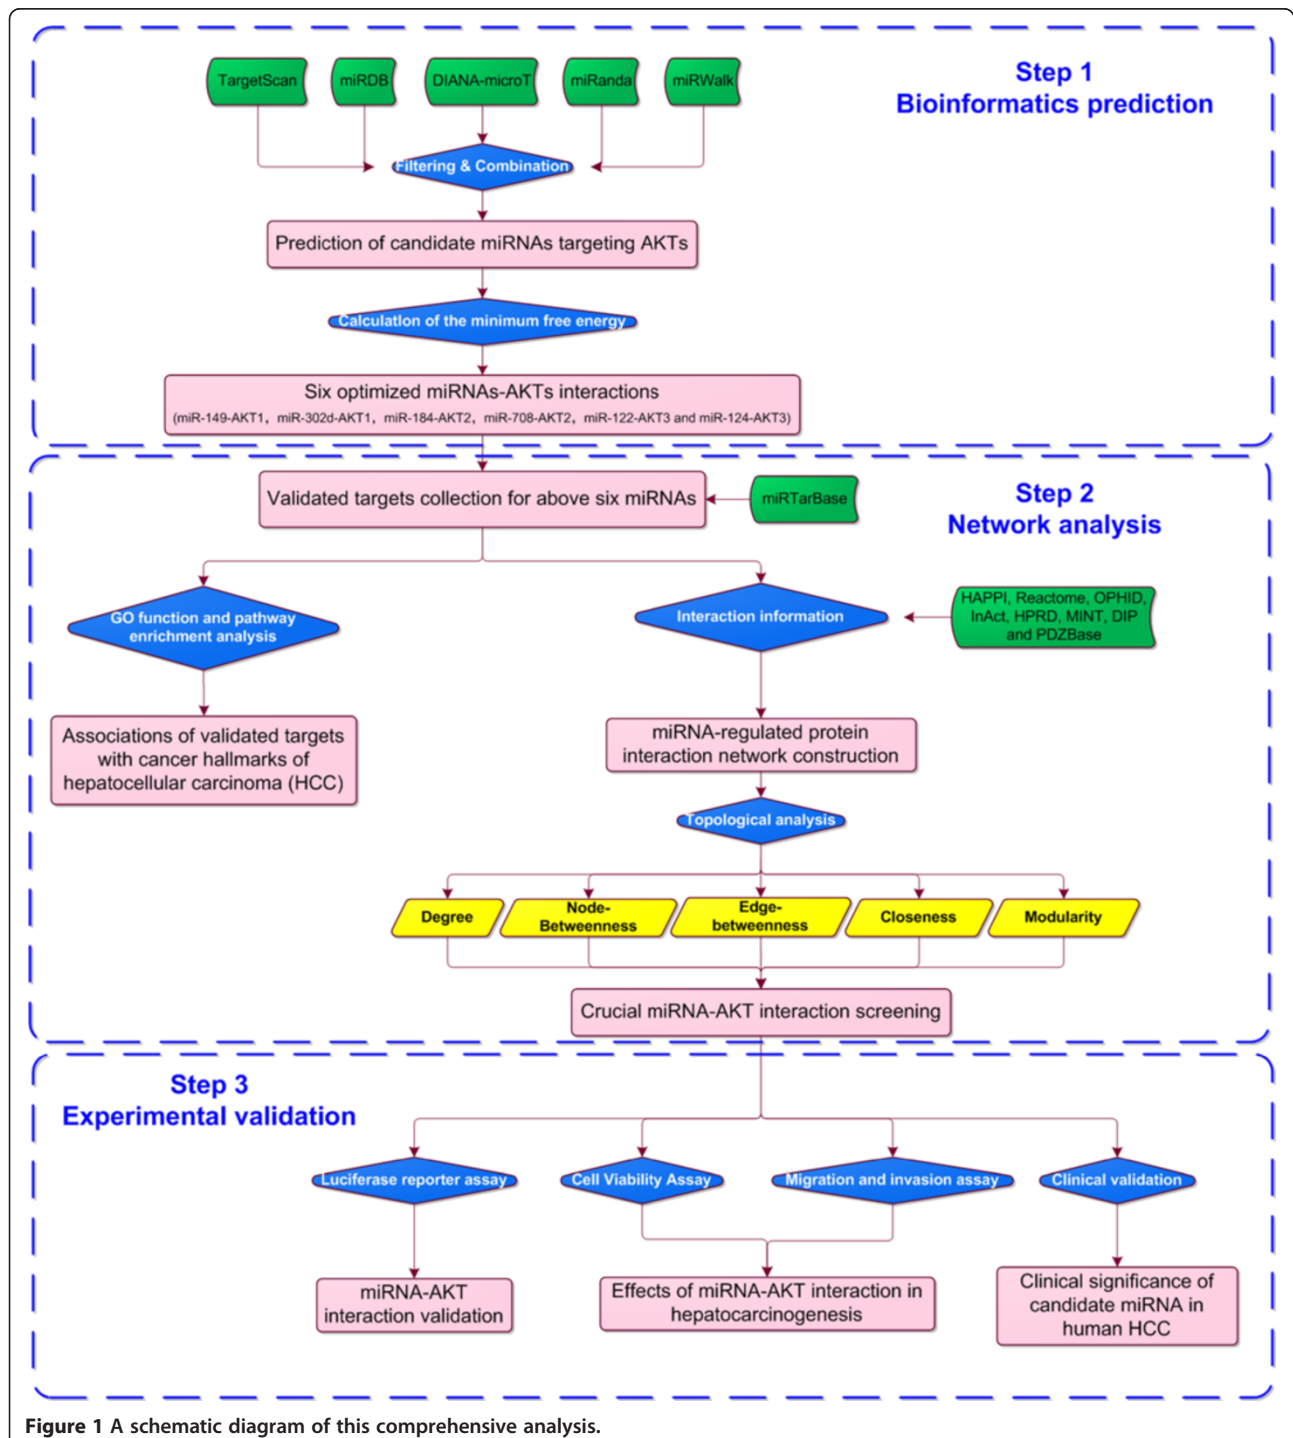 Step 1
Bioinformatics prediction
TargetScan
miRDB
DIANA-microT
miRanda
miRWalk
Filtering & Combination
Prediction of candidate miRNAs targeting AKTs
Calculation of the minimum free energy
Six optimized miRNAs-AKTs interactions
(miR-149-AKT1, miR-302d-AKT1, miR-184-AKT2, miR-708-AKT2, miR-122-AKT3 and miR-124-AKT3)
Step 2
Network analysis
Validated targets collection for above six miRNAs
miRTarBase
GO function and pathway
enrichment analysis
Interaction information
HAPPI, Reactome, OPHID,
InAct, HPRD, MINT, DIP
and PDZBase
Associations of validated targets
with cancer hallmarks of
hepatocellular carcinoma (HCC)
miRNA-regulated protein
interaction network construction
Topological analysis
Degree
Node-
Betweenness
Edge-
betweenness
Closeness
Modularity
Crucial miRNA-AKT interaction screening
Step 3
Experimental validation
Luciferase reporter assay
Cell Viability Assay
Migration and invasion assay
Clinical validation
miRNA-AKT
interaction validation
Effects of miRNA-AKT interaction in
hepatocarcinogenesis
Clinical significance of
candidate miRNA in
human HCC
Figure 1 A schematic diagram of this comprehensive analysis.